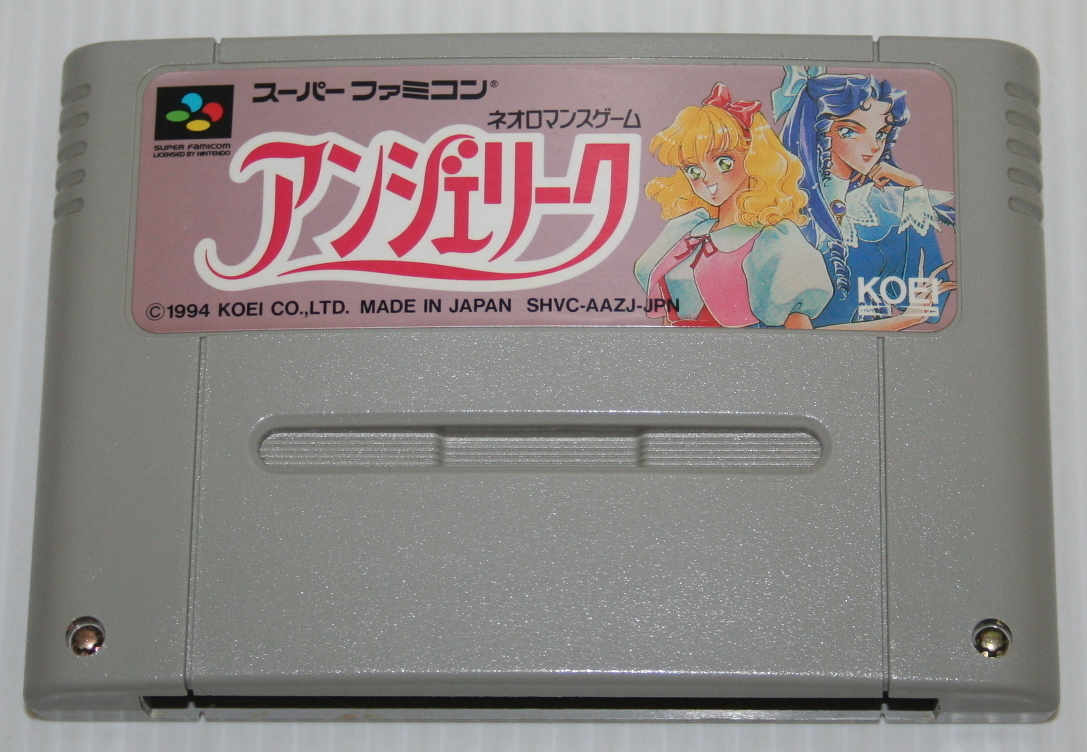 スーパーファミコン®
SUPER FAMICOM
LICENSED BY NINTENDO
ネオロマンスゲーム
アンジェリーク
KOEI
©1994 KOEI CO.,LTD. MADE IN JAPAN SHVC-AAZJ-JPN